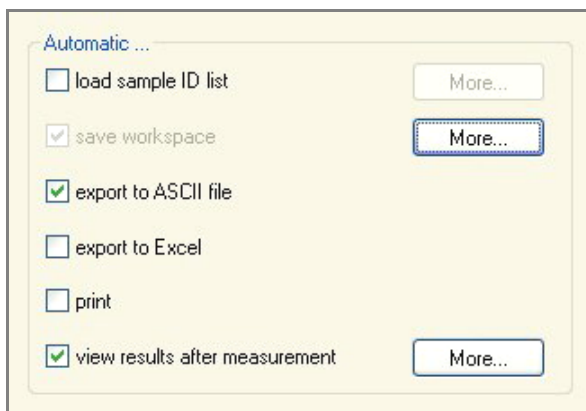 Automatic ...
load sample ID list More...
save workspace More...
export to ASCII file
export to Excel
print
view results after measurement More...